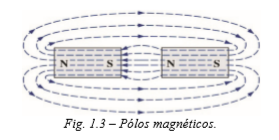 N S N S
Fig. 1.3 – Pólos magnéticos.